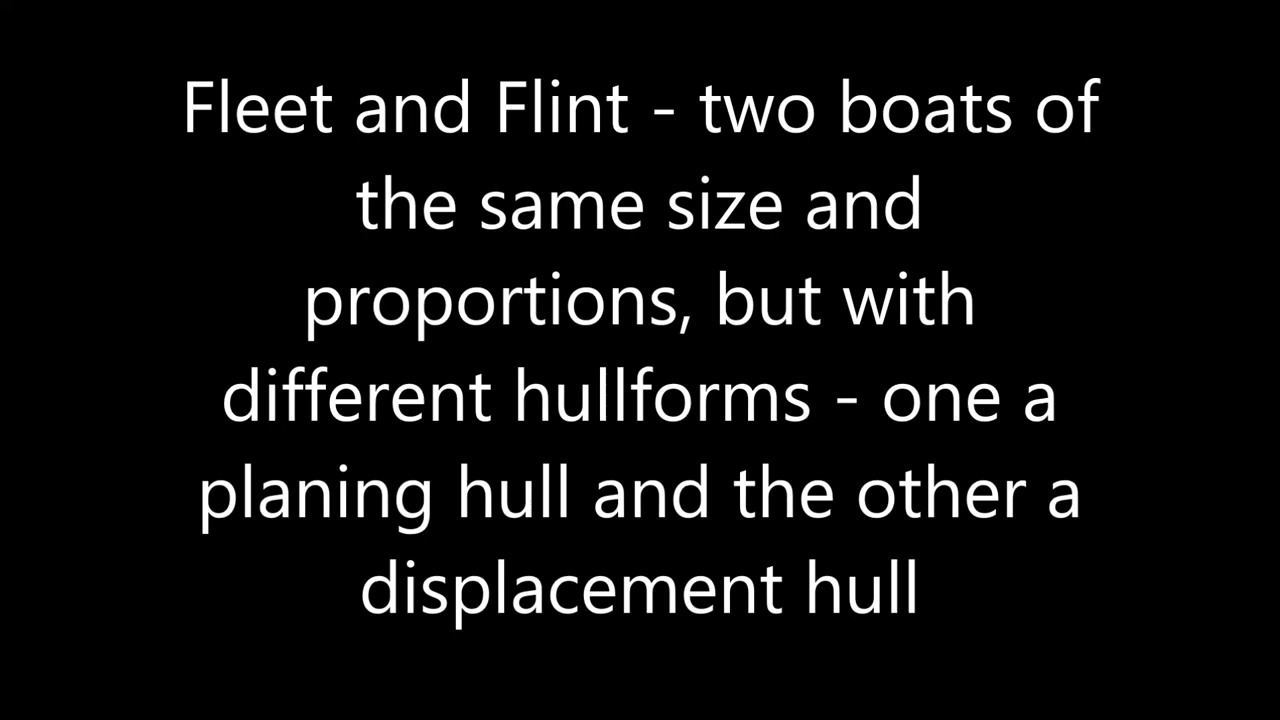 Fleet and Flint - two boats of
the same size and
proportions, but with
different hullforms - one a
planing hull and the other a
displacement hull